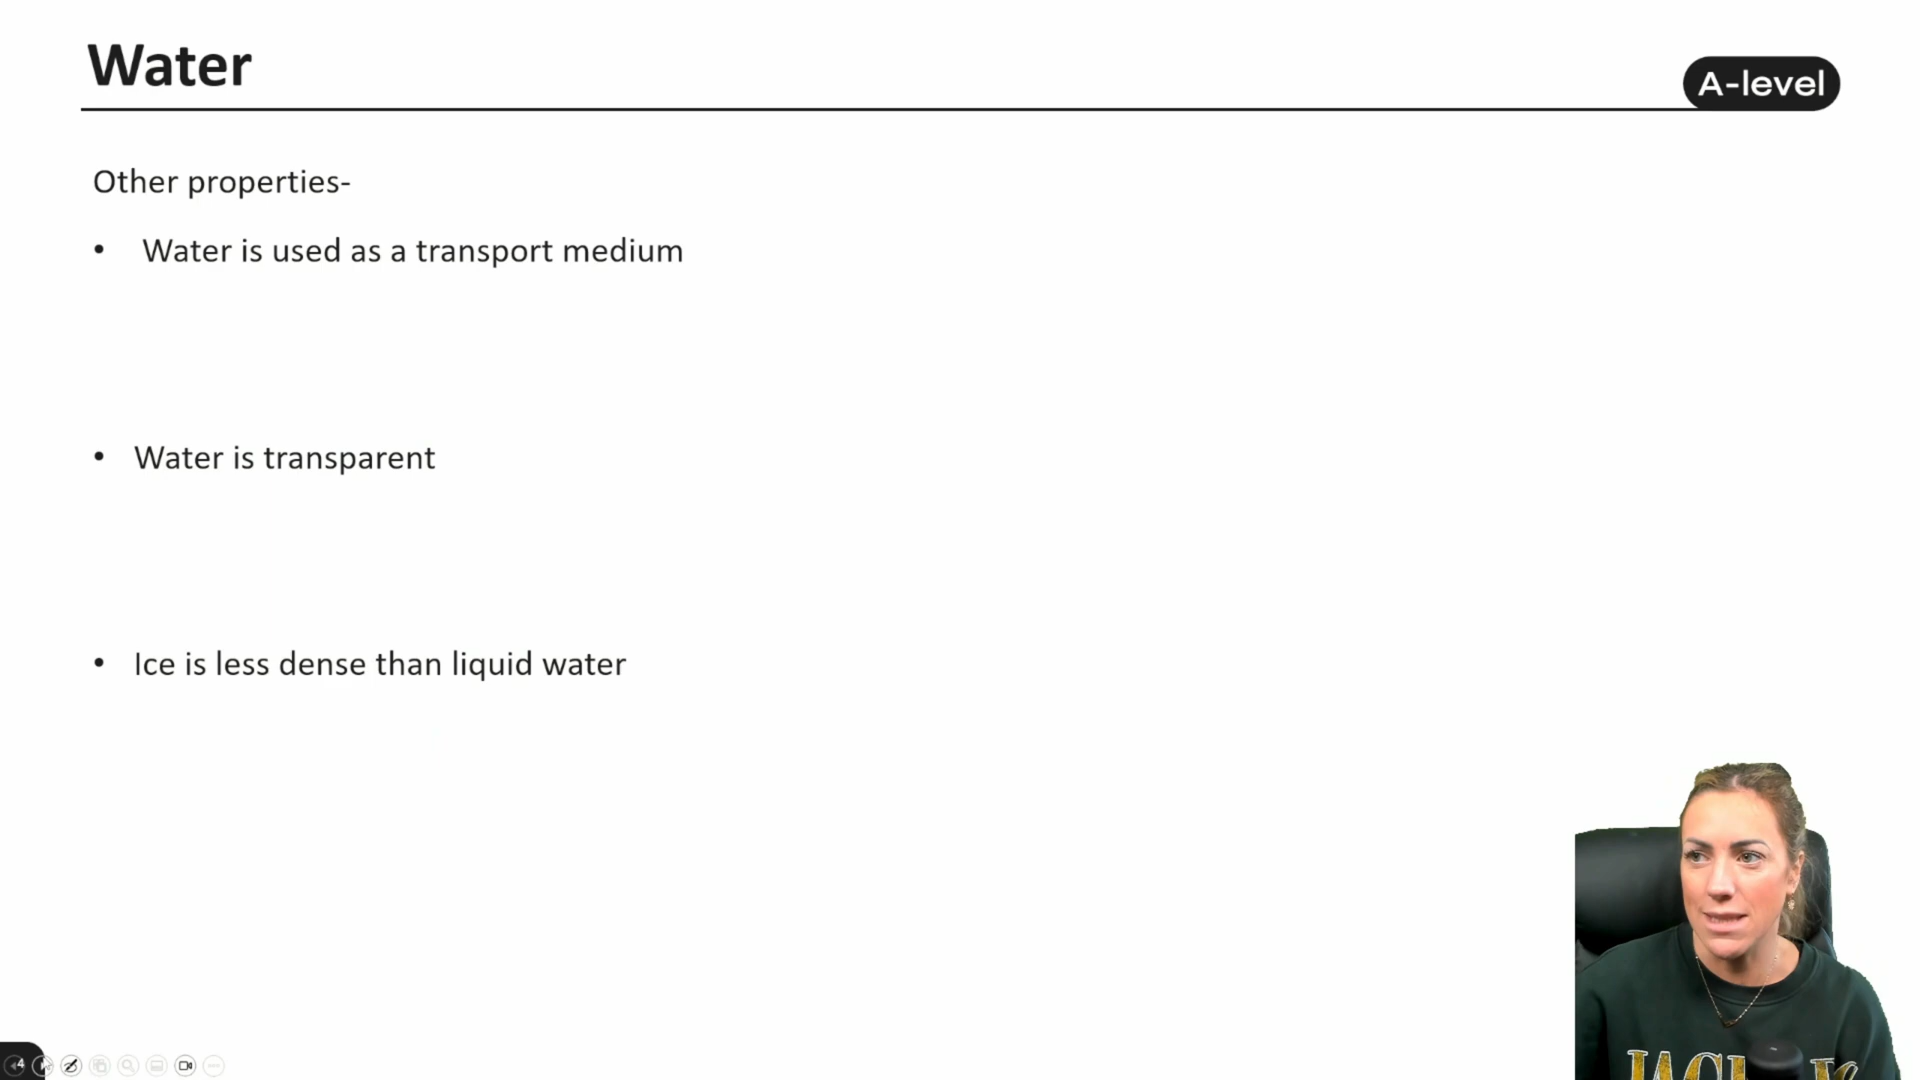 Water
A-level
Other properties-
• Water is used as a transport medium
• Water is transparent
• Ice is less dense than liquid water
4